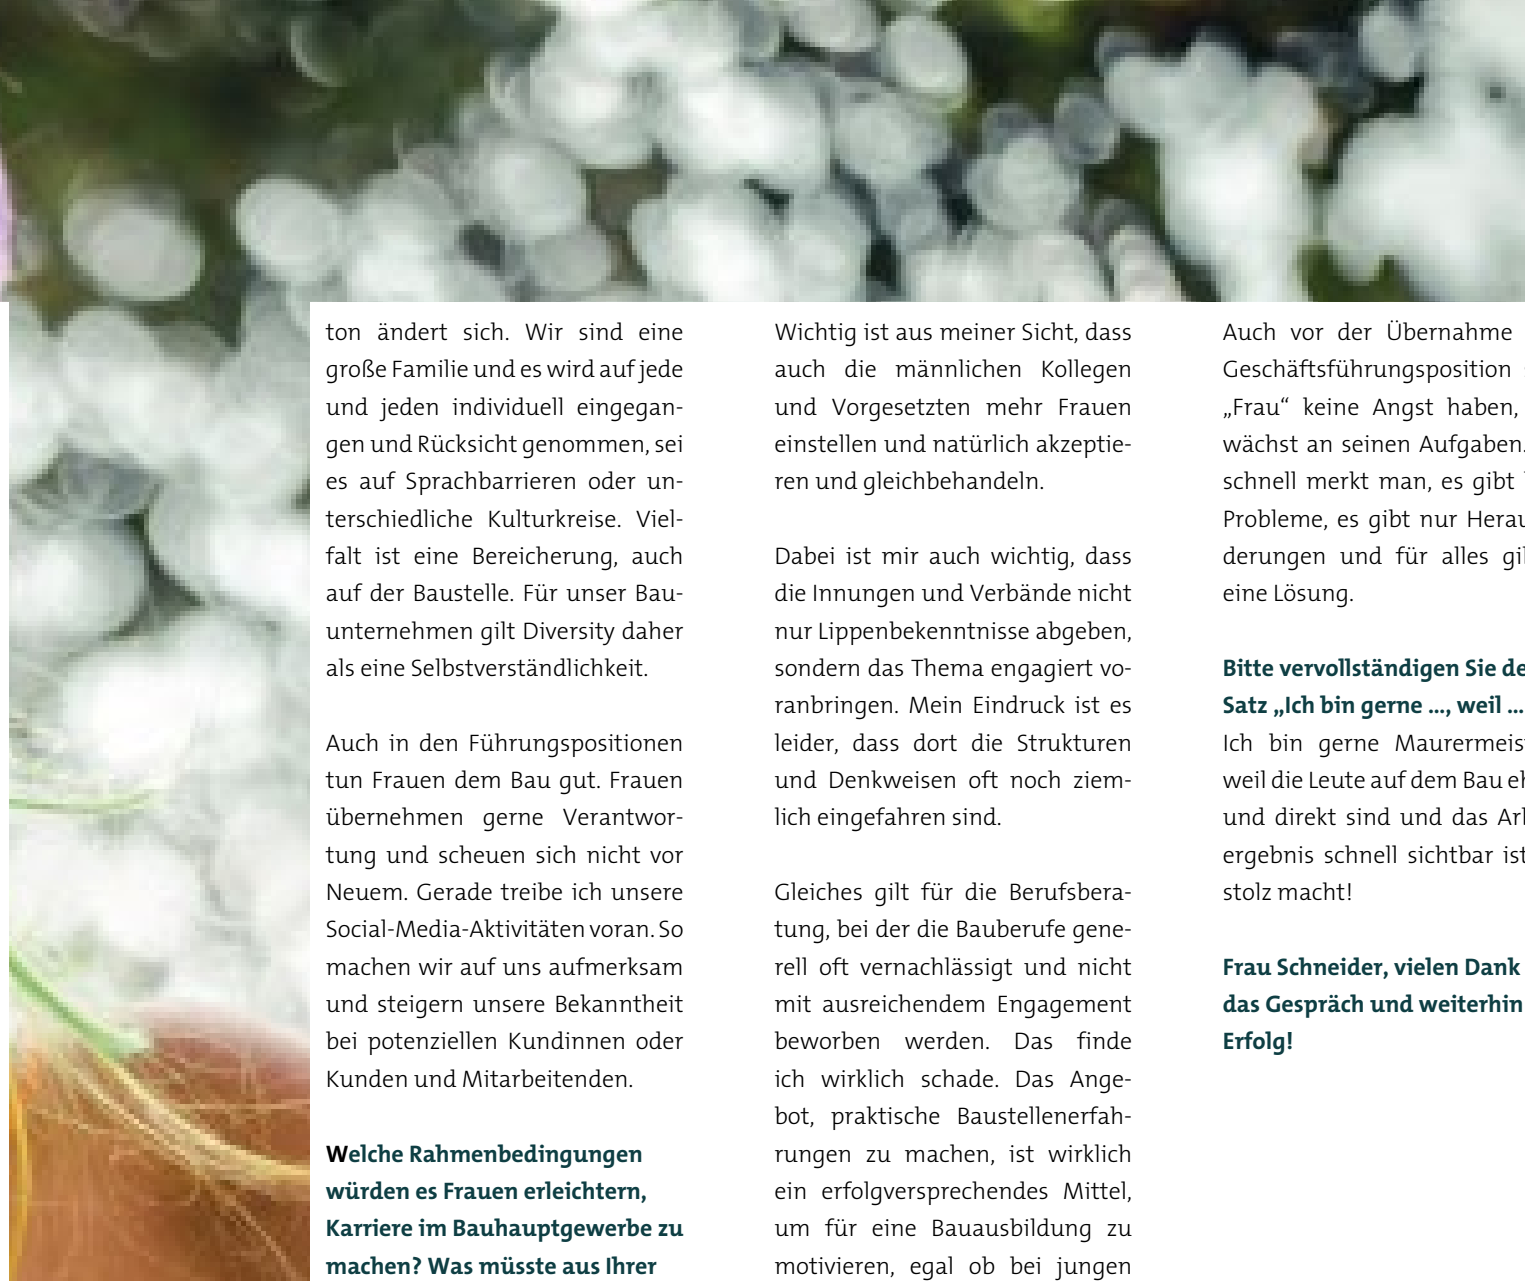 ton ändert sich. Wir sind eine
große Familie und es wird auf jede
und jeden individuell eingegan-
gen und Rücksicht genommen, sei
es auf Sprachbarrieren oder un-
terschiedliche Kulturkreise. Viel-
falt ist eine Bereicherung, auch
auf der Baustelle. Für unser Bau-
unternehmen gilt Diversity daher
als eine Selbstverständlichkeit.
Auch in den Führungspositionen
tun Frauen dem Bau gut. Frauen
übernehmen gerne Verantwor-
tung und scheuen sich nicht vor
Neuem. Gerade treibe ich unsere
Social-Media-Aktivitäten voran. So
machen wir auf uns aufmerksam
und steigern unsere Bekanntheit
bei potenziellen Kundinnen oder
Kunden und Mitarbeitenden.
Welche Rahmenbedingungen
würden es Frauen erleichtern,
Karriere im Bauhauptgewerbe zu
machen? Was müsste aus Ihrer
Wichtig ist aus meiner Sicht, dass
auch die männlichen Kollegen
und Vorgesetzten mehr Frauen
einstellen und natürlich akzeptie-
ren und gleichbehandeln.
Dabei ist mir auch wichtig, dass
die Innungen und Verbände nicht
nur Lippenbekenntnisse abgeben,
sondern das Thema engagiert vo-
ranbringen. Mein Eindruck ist es
leider, dass dort die Strukturen
und Denkweisen oft noch ziem-
lich eingefahren sind.
Gleiches gilt für die Berufsbera-
tung, bei der die Bauberufe gene-
rell oft vernachlässigt und nicht
mit ausreichendem Engagement
beworben werden. Das finde
ich wirklich schade. Das Ange-
bot, praktische Baustellenerfah-
rungen zu machen, ist wirklich
ein erfolgversprechendes Mittel,
um für eine Bauausbildung zu
motivieren, egal ob bei jungen
Auch vor der Übernahme
Geschäftsführungsposition
„Frau“ keine Angst haben,
wächst an seinen Aufgaben.
schnell merkt man, es gibt
Probleme, es gibt nur Herau
derungen und für alles gi
eine Lösung.
Bitte vervollständigen Sie de
Satz „Ich bin gerne ..., weil ...
Ich bin gerne Maurermeis
weil die Leute auf dem Bau eh
und direkt sind und das Ar
ergebnis schnell sichtbar ist
stolz macht!
Frau Schneider, vielen Dank
das Gespräch und weiterhin
Erfolg!